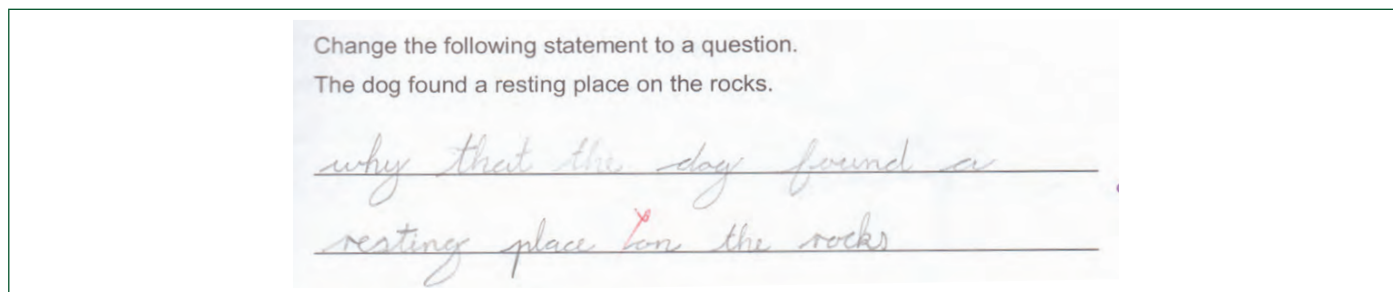 Change the following statement to a question.
The dog found a resting place on the rocks.
why that the dog found a
resting place on the rocks